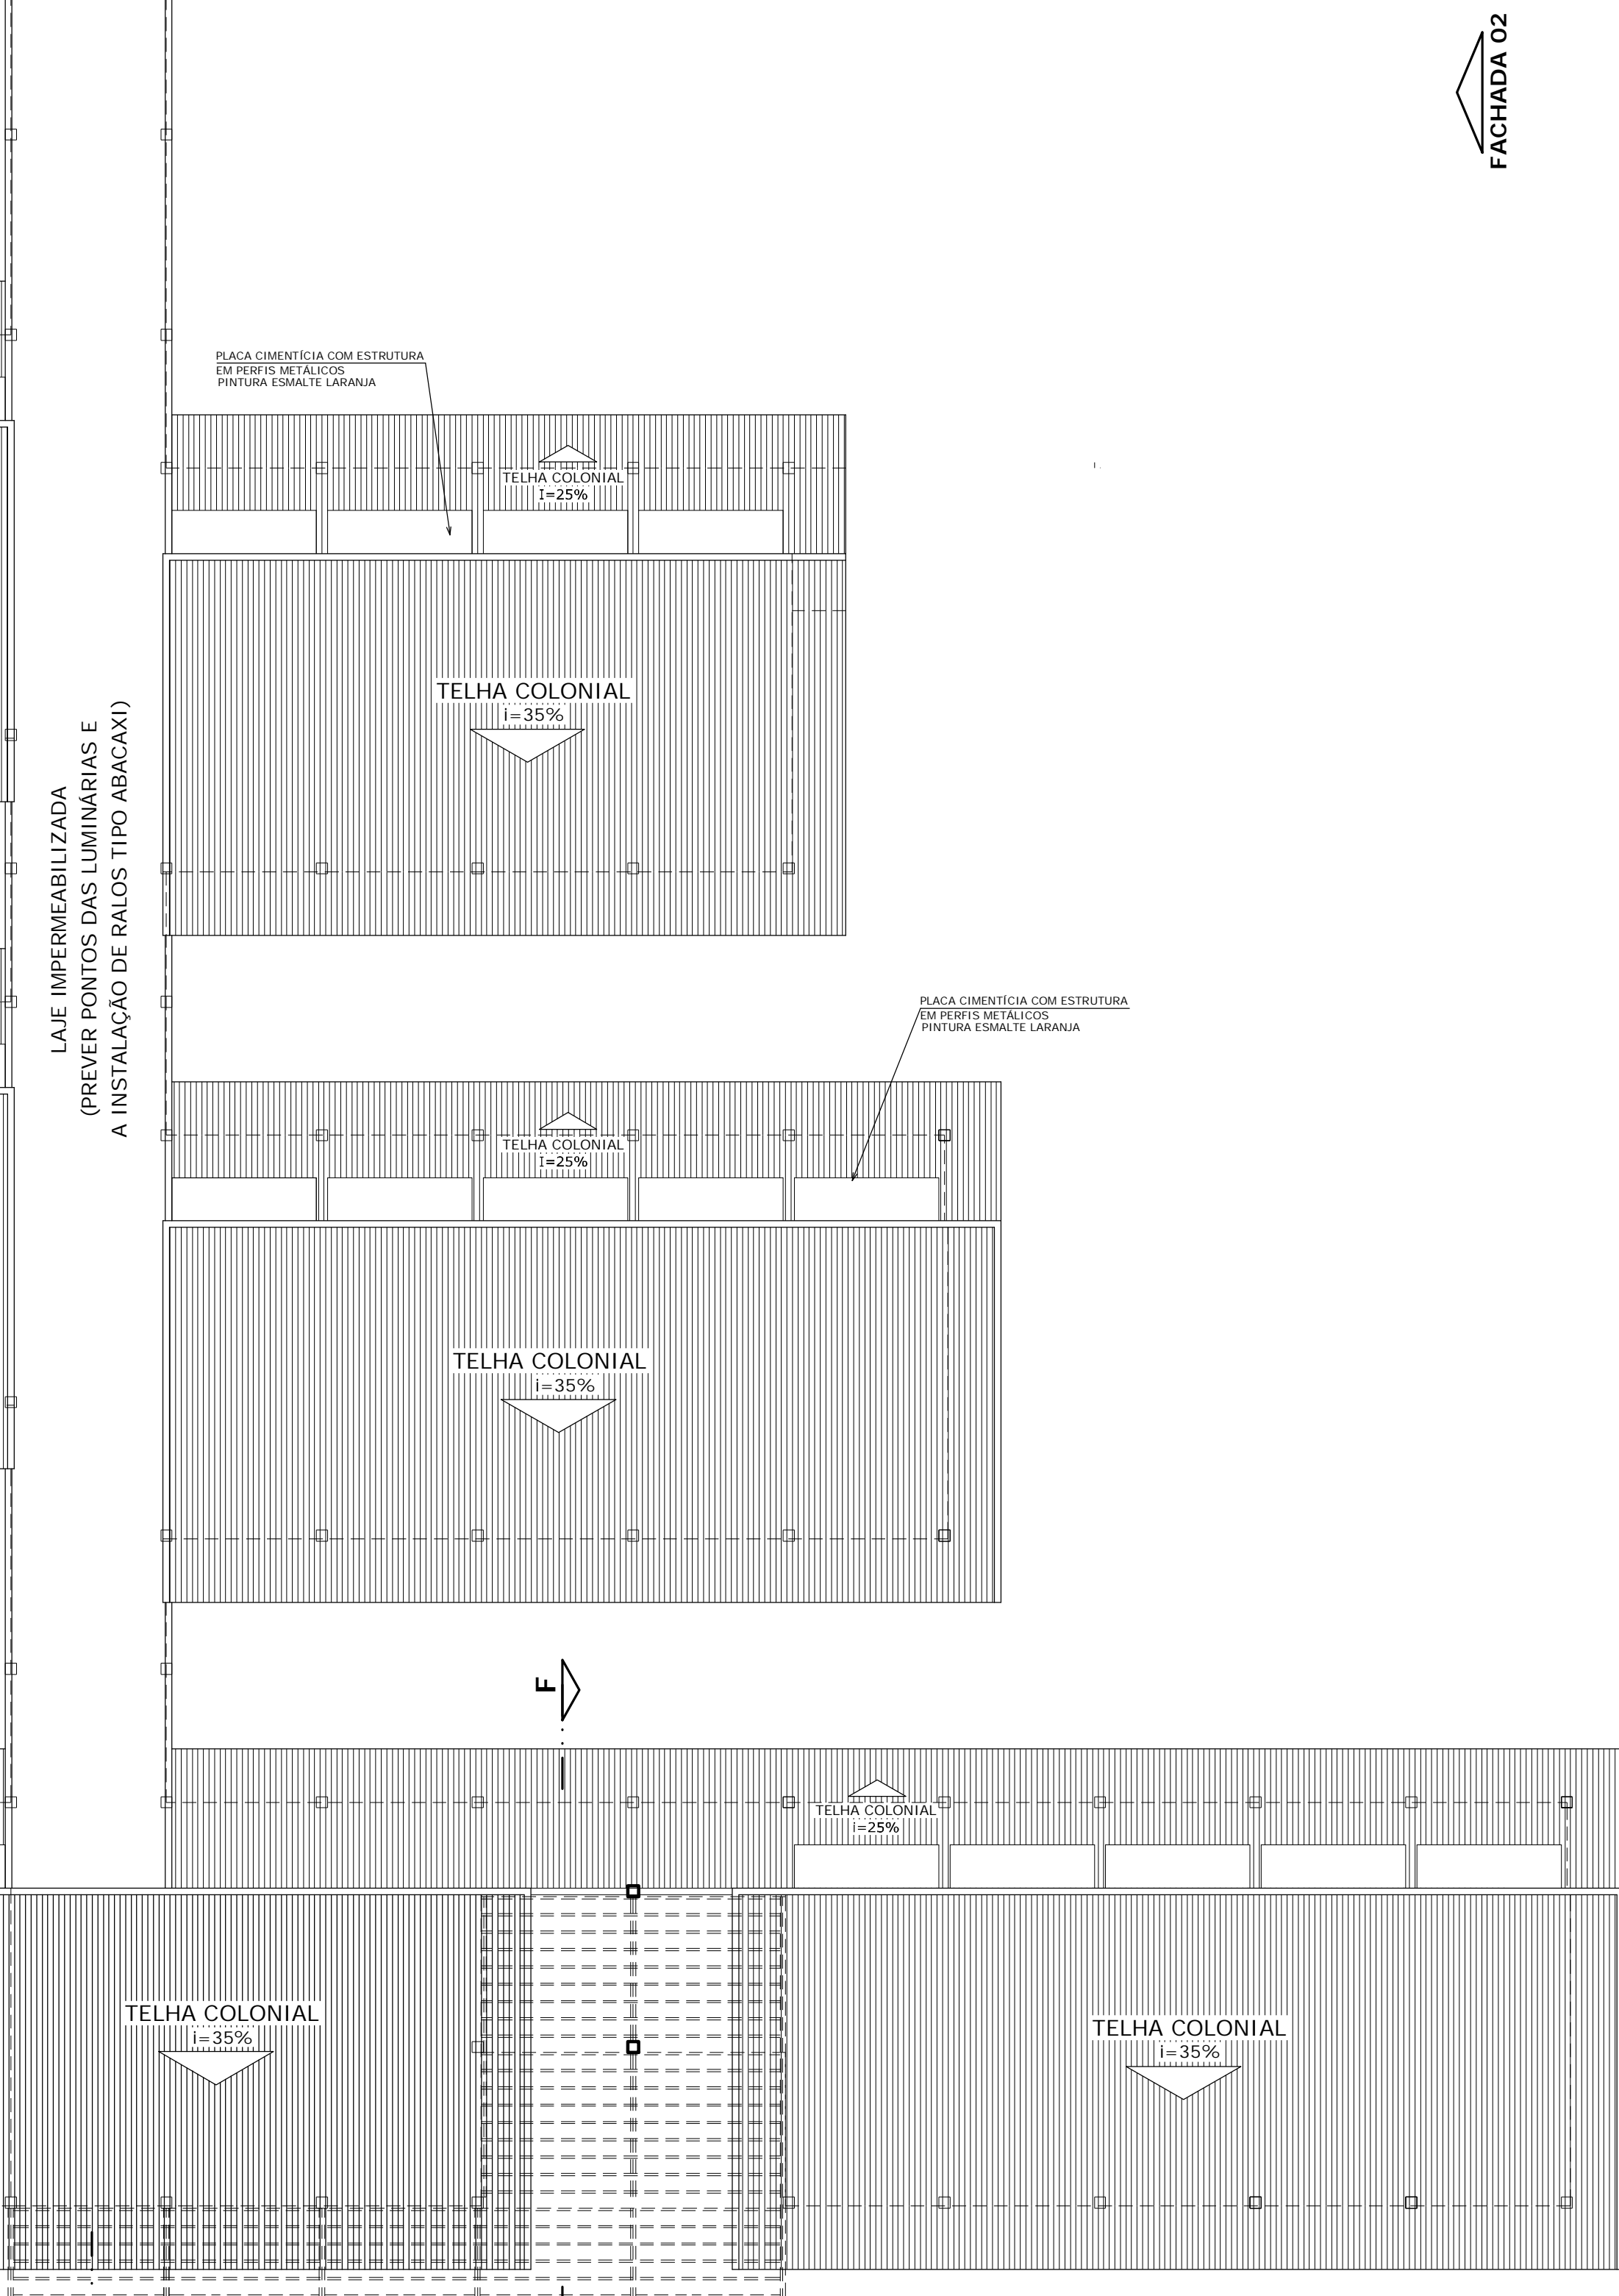 FACHADA 02
PLACA CIMENTÍCIA COM ESTRUTURA
EM PERFIS METÁLICOS
PINTURA ESMALTE LARANJA
TELHA COLONIAL
I=25%
TELHA COLONIAL
i=35%
LAJE IMPERMEABILIZADA
(PREVER PONTOS DAS LUMINÁRIAS E
A INSTALAÇÃO DE RALOS TIPO ABACAXI)
PLACA CIMENTÍCIA COM ESTRUTURA
EM PERFIS METÁLICOS
PINTURA ESMALTE LARANJA
TELHA COLONIAL
I=25%
TELHA COLONIAL
i=35%
F
TELHA COLONIAL
i=25%
TELHA COLONIAL
i=35%
TELHA COLONIAL
i=35%